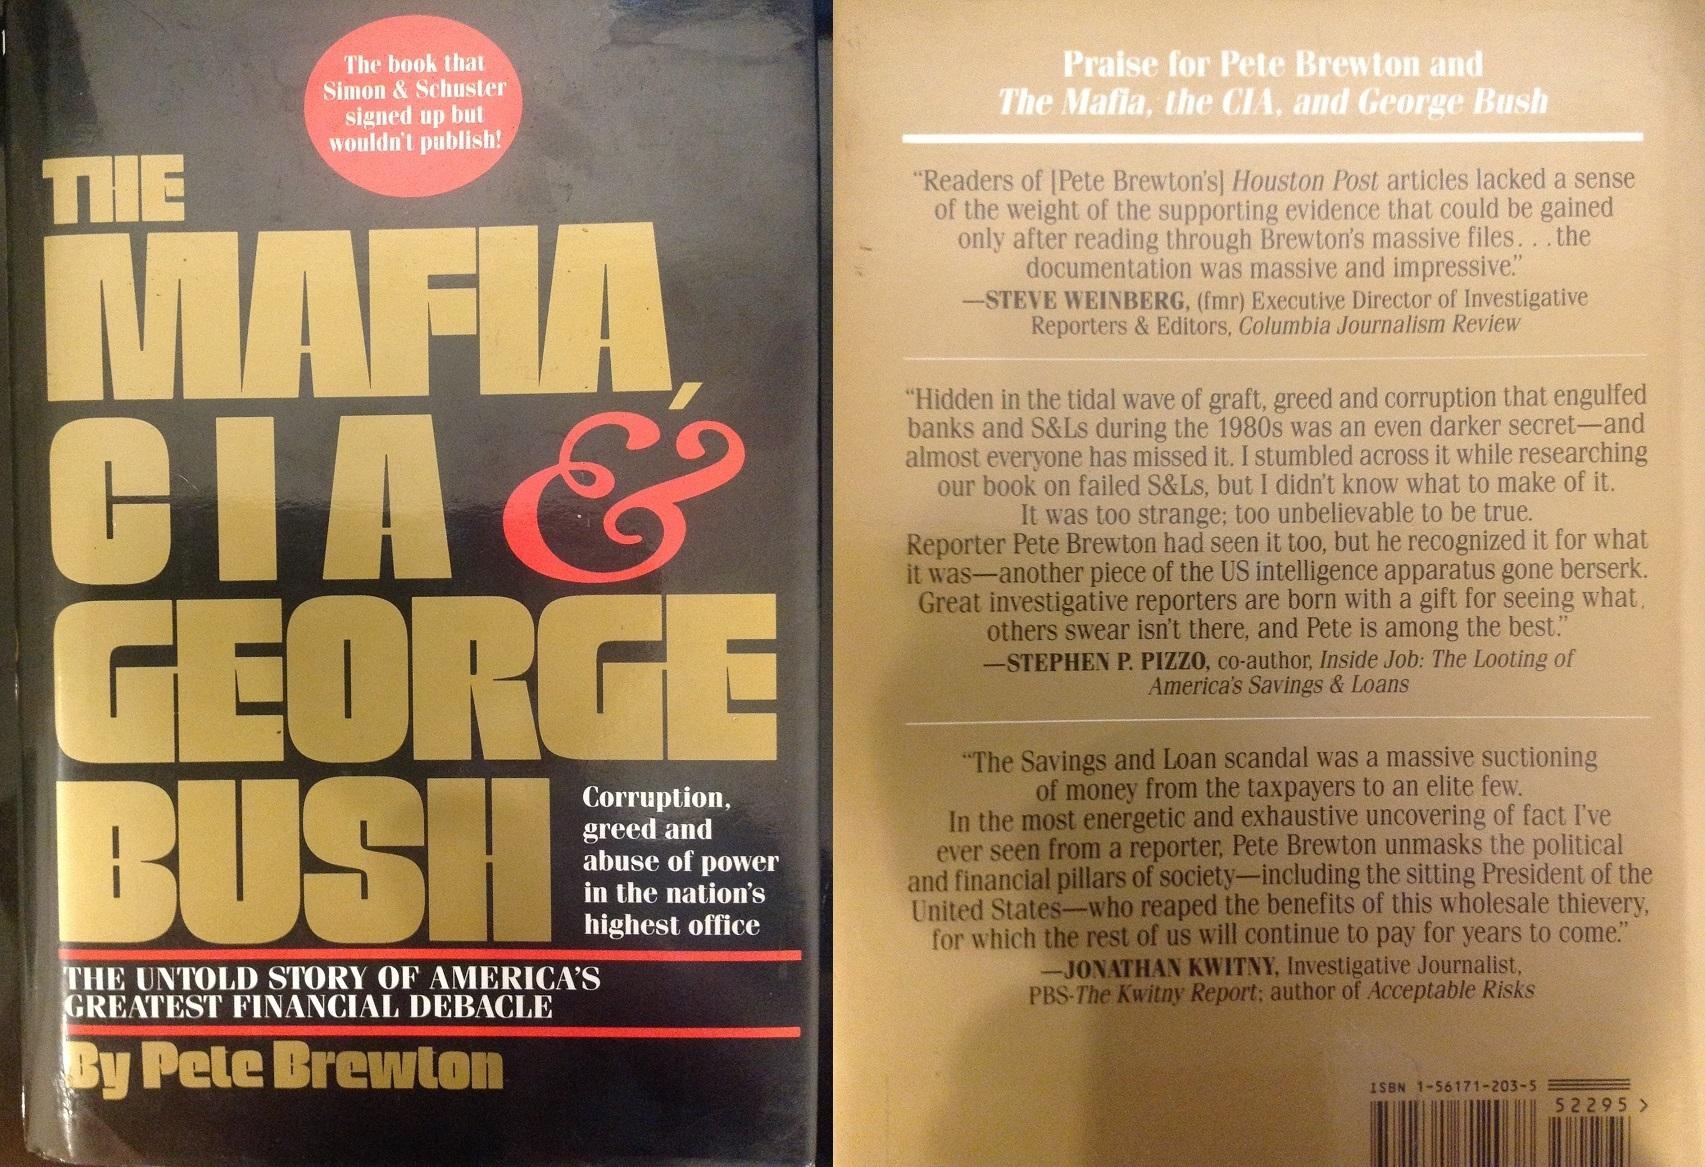 The book that
Simon & Schuster
signed up but
wouldn't publish!
THE
MAFIA,
CIA &
GEORGE
BUSH
Corruption,
greed and
abuse of power
in the nation's
highest office
THE UNTOLD STORY OF AMERICA'S
GREATEST FINANCIAL DEBACLE
By Pete Brewton
Praise for Pete Brewton and
The Mafia, the CIA, and George Bush
"Readers of [Pete Brewton's] Houston Post articles lacked a sense
of the weight of the supporting evidence that could be gained
only after reading through Brewton's massive files. . . the
documentation was massive and impressive."
—STEVE WEINBERG, (fmr) Executive Director of Investigative
Reporters & Editors, Columbia Journalism Review
"Hidden in the tidal wave of graft, greed and corruption that engulfed
banks and S&Ls during the 1980s was an even darker secret—and
almost everyone has missed it. I stumbled across it while researching
our book on failed S&Ls, but I didn't know what to make of it.
It was too strange; too unbelievable to be true.
Reporter Pete Brewton had seen it too, but he recognized it for what
it was—another piece of the US intelligence apparatus gone berserk.
Great investigative reporters are born with a gift for seeing what
others swear isn't there, and Pete is among the best."
—STEPHEN P. PIZZO, co-author, Inside Job: The Looting of
America's Savings & Loans
"The Savings and Loan scandal was a massive suctioning
of money from the taxpayers to an elite few.
In the most energetic and exhaustive uncovering of fact I've
ever seen from a reporter, Pete Brewton unmasks the political
and financial pillars of society—including the sitting President of the
United States—who reaped the benefits of this wholesale thievery,
for which the rest of us will continue to pay for years to come."
—JONATHAN KWITNY, Investigative Journalist,
PBS-The Kwitny Report; author of Acceptable Risks
ISBN 1-56171-203-5
52295 >